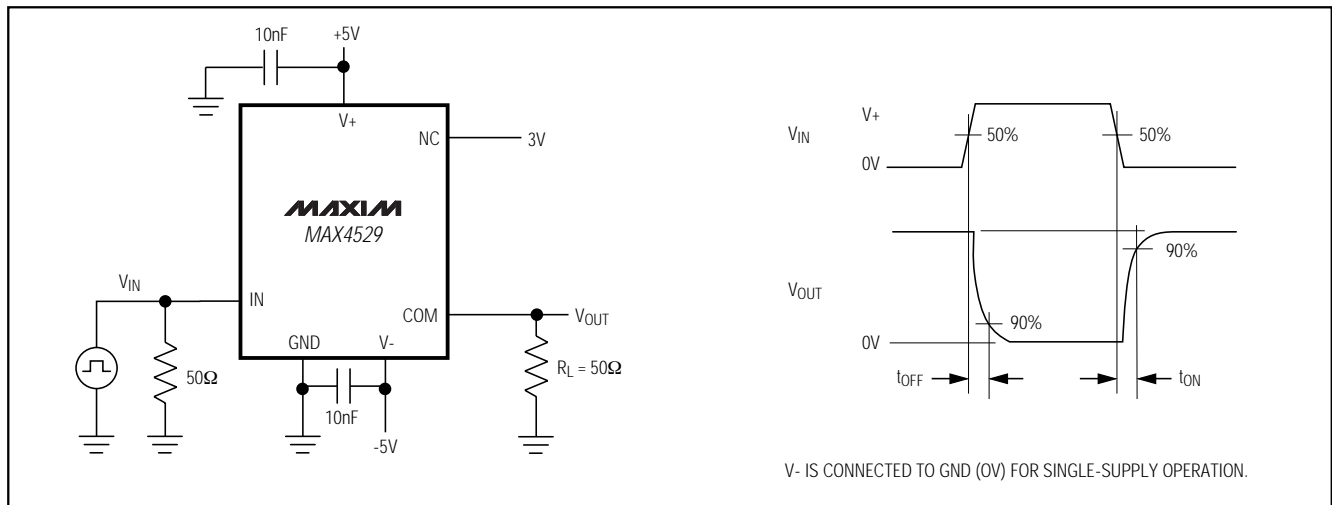 10nF
+5V
V+
NC
3V
MAXIM
MAX4529
VIN
IN
COM
VOUT
GND
V-
50Ω
RL = 50Ω
10nF
-5V
VIN
V+
50%
50%
0V
VOUT
90%
90%
0V
tOFF
tON
V- IS CONNECTED TO GND (OV) FOR SINGLE-SUPPLY OPERATION.